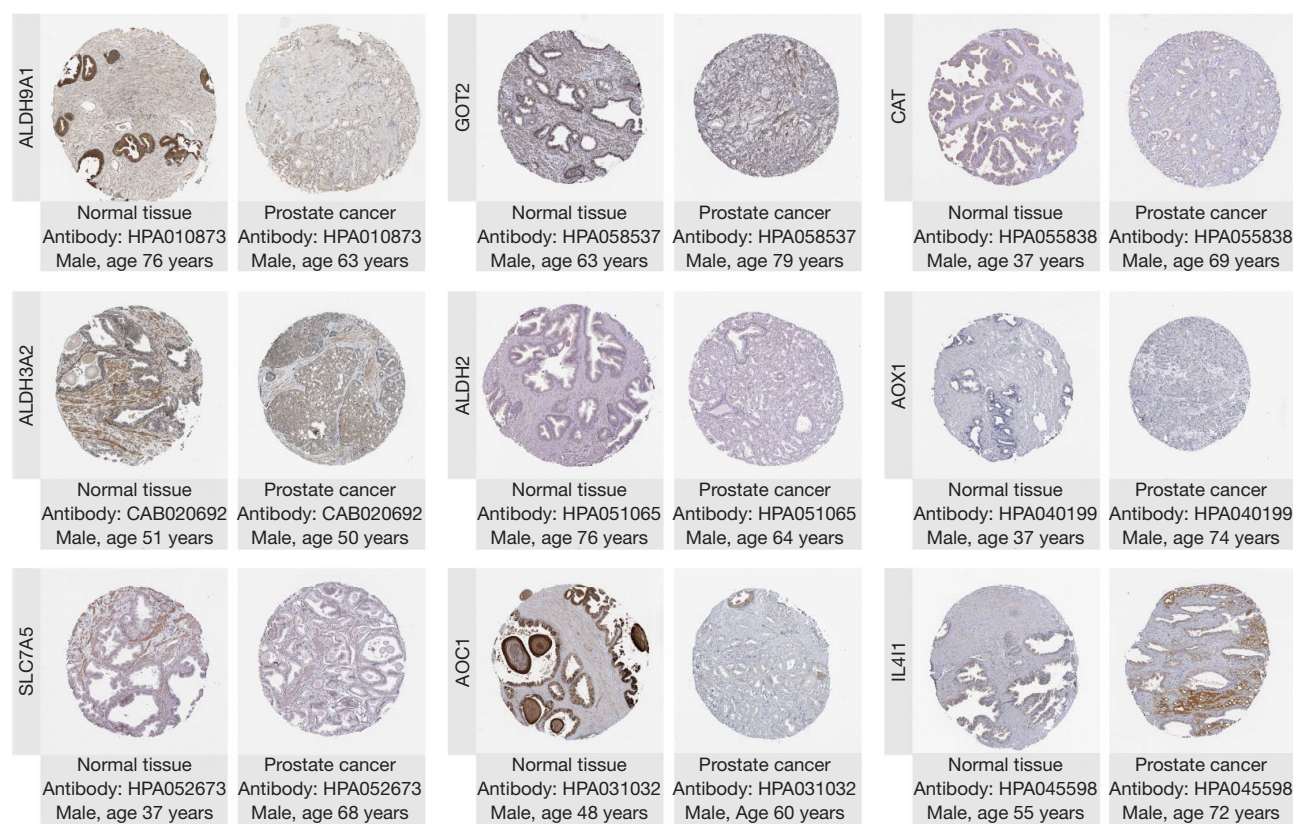 ALDH9A1
Normal tissue
Antibody: HPA010873
Male, age 76 years
Prostate cancer
Antibody: HPA010873
Male, age 63 years
GOT2
Normal tissue
Antibody: HPA058537
Male, age 63 years
Prostate cancer
Antibody: HPA058537
Male, age 79 years
CAT
Normal tissue
Antibody: HPA055838
Male, age 37 years
Prostate cancer
Antibody: HPA055838
Male, age 69 years
ALDH3A2
Normal tissue
Antibody: CAB020692
Male, age 51 years
Prostate cancer
Antibody: CAB020692
Male, age 50 years
ALDH2
Normal tissue
Antibody: HPA051065
Male, age 76 years
Prostate cancer
Antibody: HPA051065
Male, age 64 years
AOX1
Normal tissue
Antibody: HPA040199
Male, age 37 years
Prostate cancer
Antibody: HPA040199
Male, age 74 years
SLC7A5
Normal tissue
Antibody: HPA052673
Male, age 37 years
Prostate cancer
Antibody: HPA052673
Male, age 68 years
AOC1
Normal tissue
Antibody: HPA031032
Male, age 48 years
Prostate cancer
Antibody: HPA031032
Male, Age 60 years
IL4I1
Normal tissue
Antibody: HPA045598
Male, age 55 years
Prostate cancer
Antibody: HPA045598
Male, age 72 years